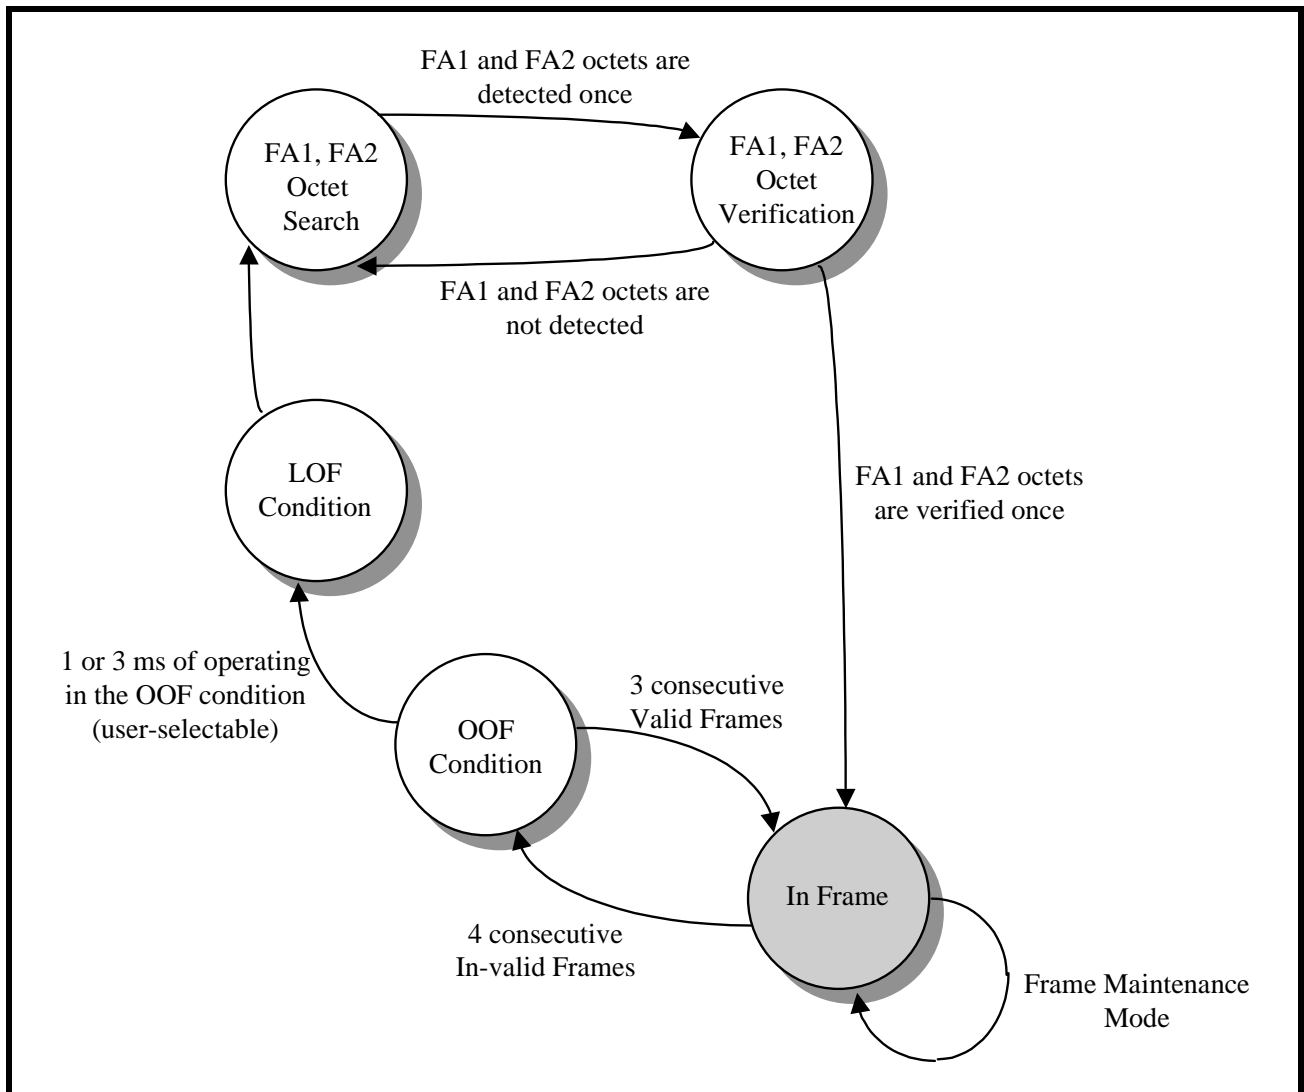 FA1 and FA2 octets are
detected once
FA1, FA2
Octet
Search
FA1, FA2
Octet
Verification
FA1 and FA2 octets are
not detected
LOF
Condition
FA1 and FA2 octets
are verified once
1 or 3 ms of operating
in the OOF condition
(user-selectable)
OOF
Condition
3 consecutive
Valid Frames
In Frame
4 consecutive
In-valid Frames
Frame Maintenance
Mode